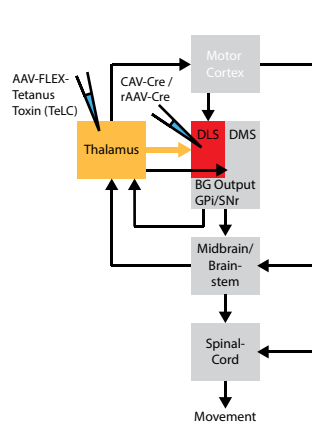 Motor
Cortex
AAV-FLEX-
Tetanus
Toxin (TeLC)
CAV-Cre /
rAAV-Cre
Thalamus
DLS
DMS
BG Output
GPi/SNr
Midbrain/
Brain-
stem
Spinal-
Cord
Movement